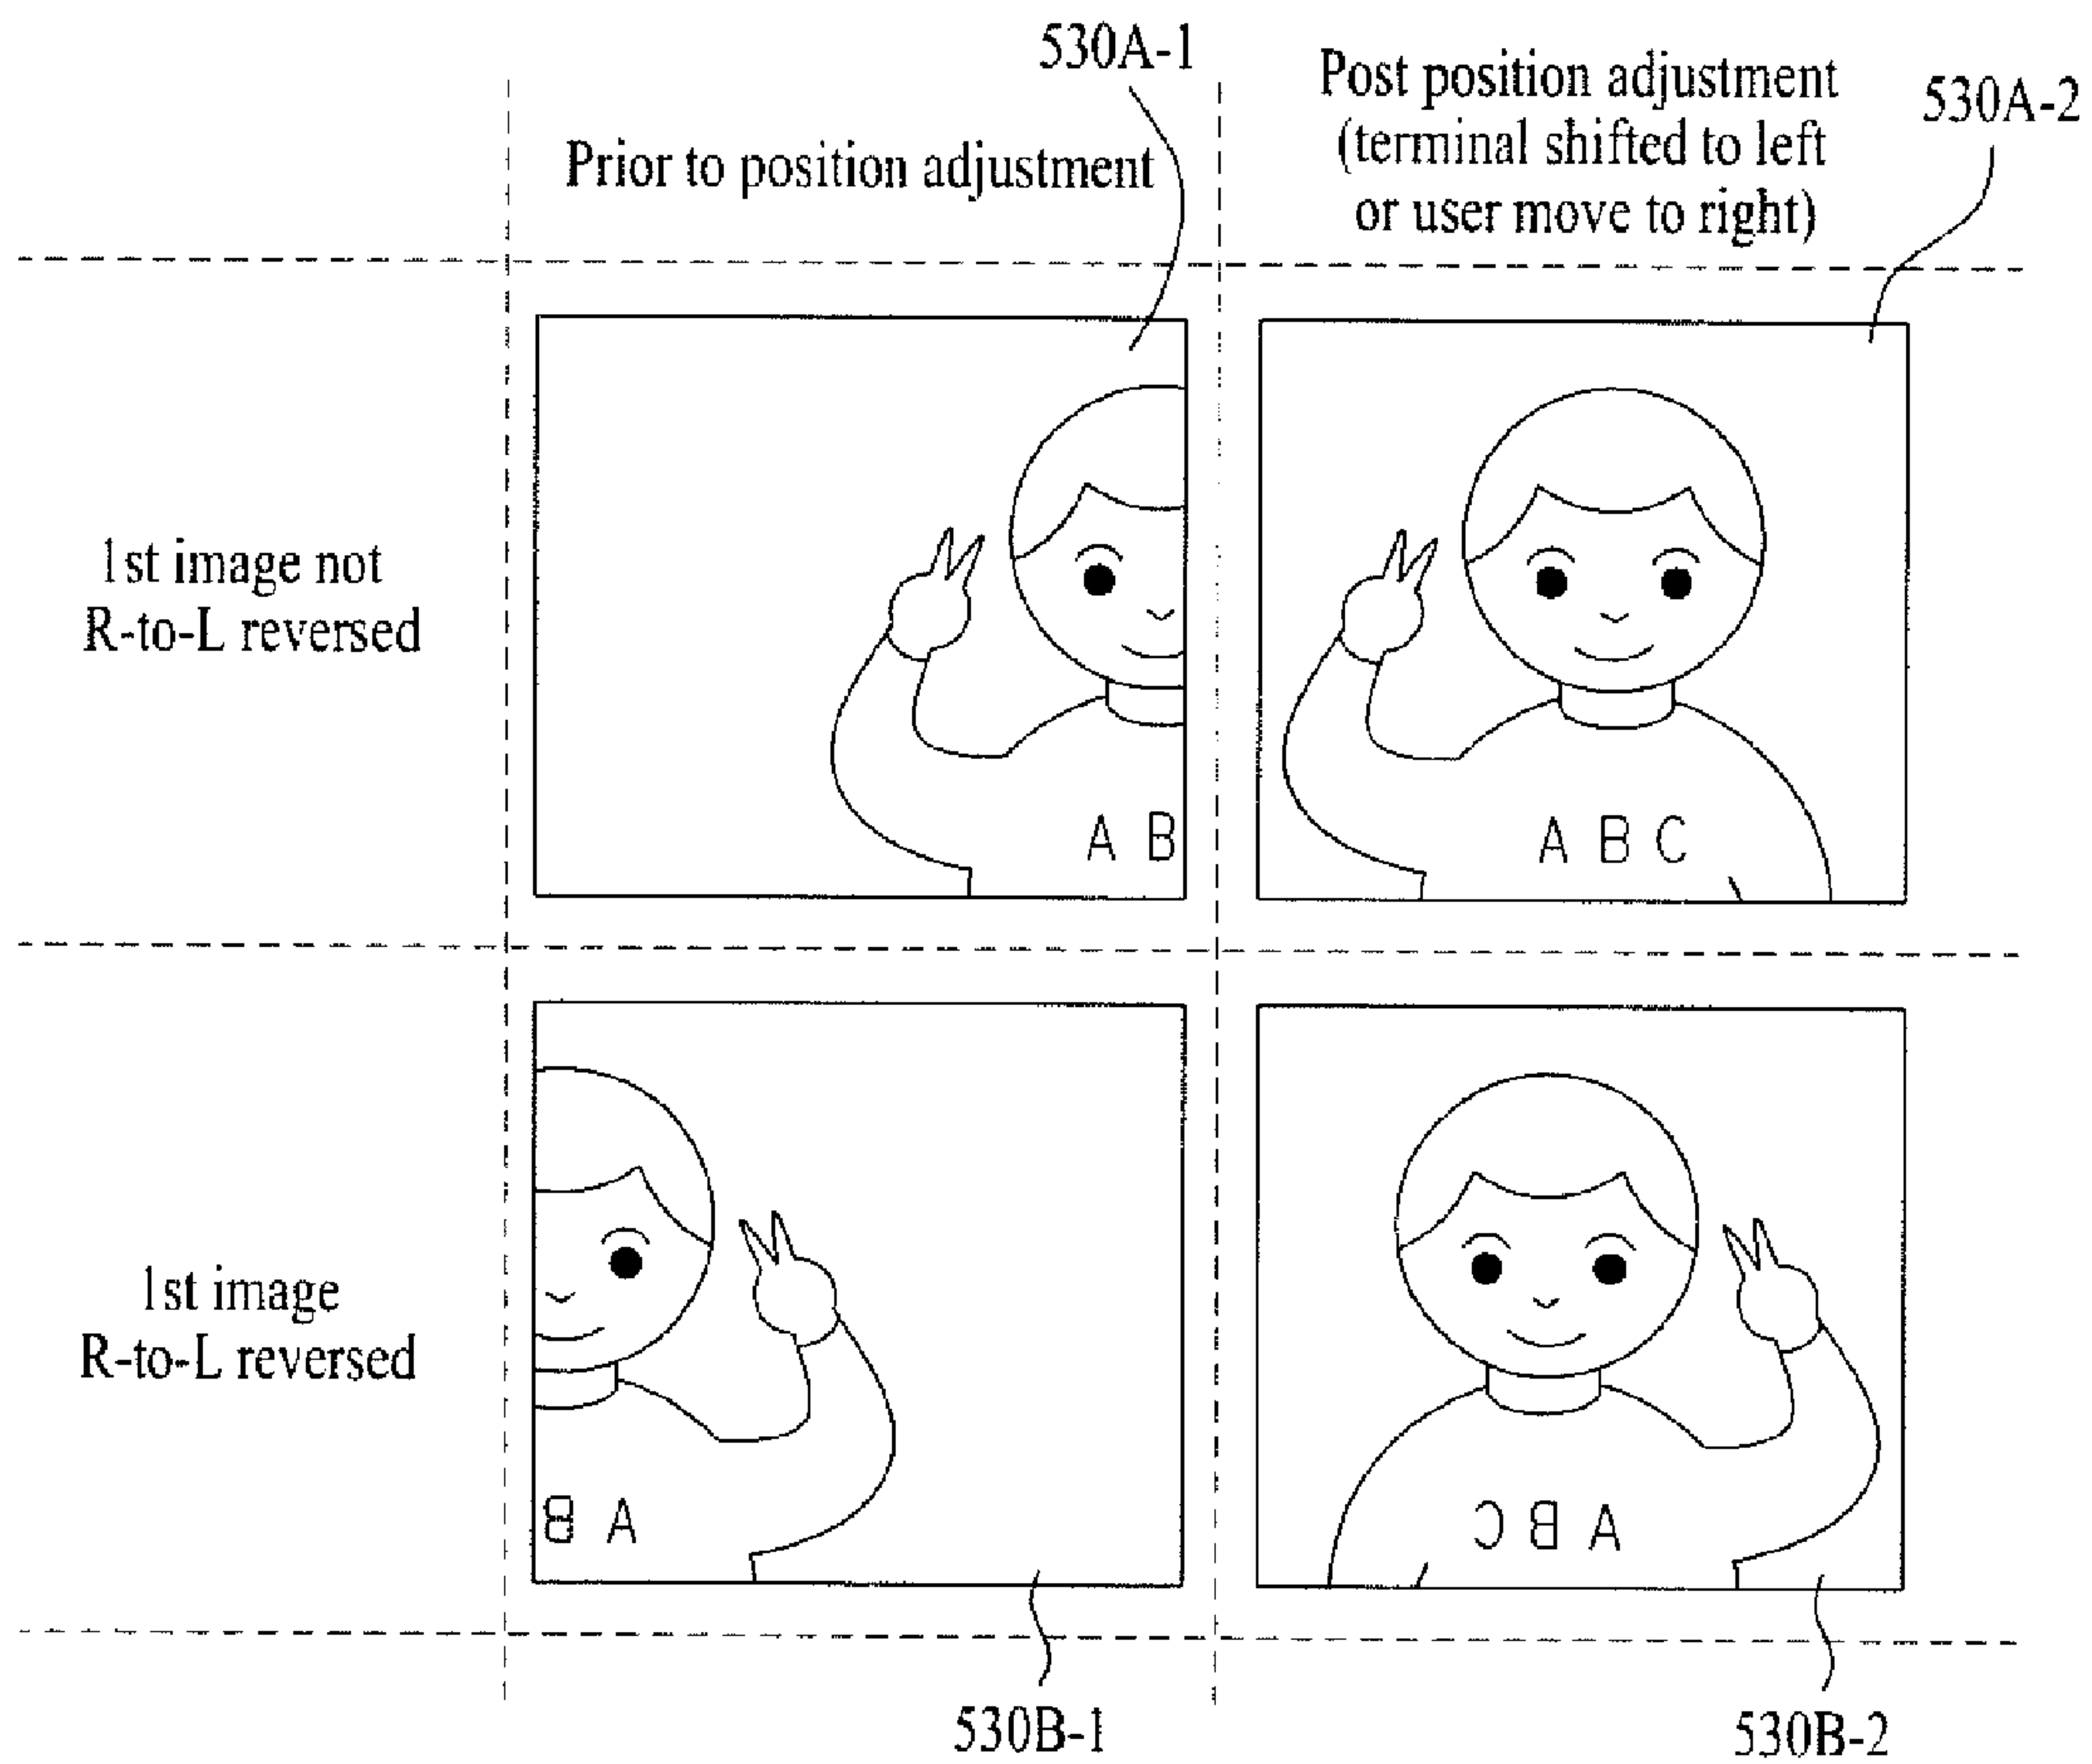 530A-1
Post position adjustment
(terminal shifted to left
or user move to right)
530A-2
Prior to position adjustment
1st image not
R-to-L reversed
A B
A B C
1st image
R-to-L reversed
B A
C B A
530B-1
530B-2